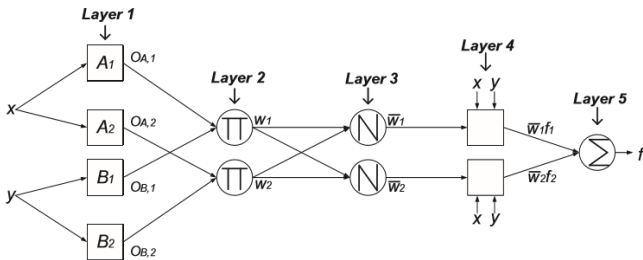 Layer 1
A1
OA,1
x
A2
OA,2
B1
OB,1
y
B2
OB,2
Layer 2
∏
w1
∏
w2
Layer 3
N
w̅1
N
w̅2
Layer 4
x y
w̅1f1
w̅2f2
x y
Layer 5
Σ
f